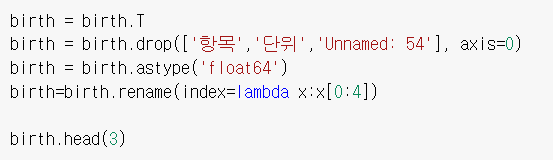 birth = birth.T
birth = birth.drop(['항목','단위','Unnamed: 54'], axis=0)
birth = birth.astype('float64')
birth=birth.rename(index=lambda x:x[0:4])
birth.head(3)